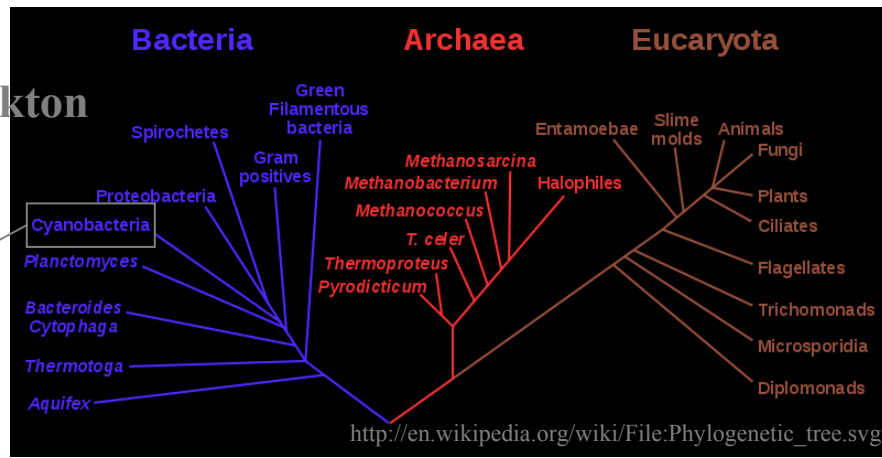 Bacteria
Archaea
Eucaryota
kton
Green
Filamentous
bacteria
Spirochetes
Gram
positives
Proteobacteria
Cyanobacteria
Planctomyces
Bacteroides
Cytophaga
Thermotoga
Aquifex
Methanosarcina
Methanobacterium
Halophiles
Methanococcus
T. celer
Thermoproteus
Pyrodicticum
Entamoebae
Slime
molds
Animals
Fungi
Plants
Ciliates
Flagellates
Trichomonads
Microsporidia
Diplomonads
http://en.wikipedia.org/wiki/File:Phylogenetic_tree.svg